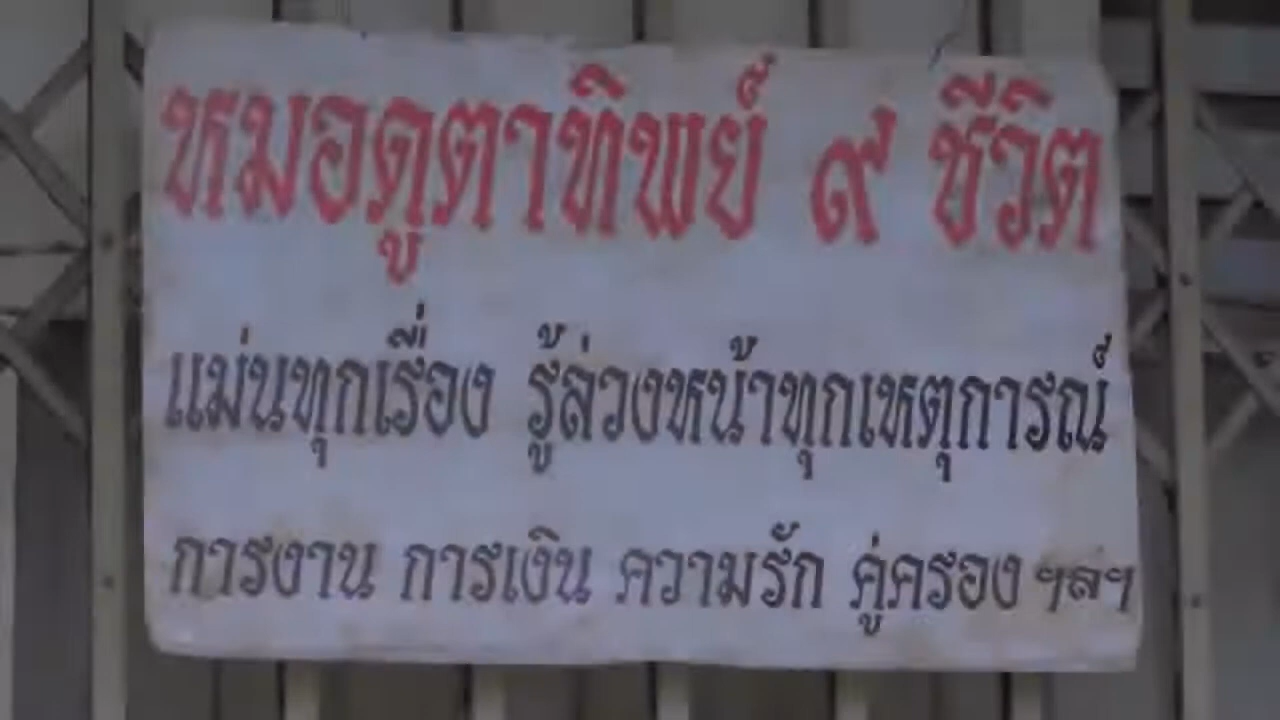 หมอดูตาทิพย์ ๙ ชีวิต
แม่นทุกเรื่อง รู้ล่วงหน้าทุกเหตุการณ์
การงาน การเงิน ความรัก คู่ครอง ฯลฯ